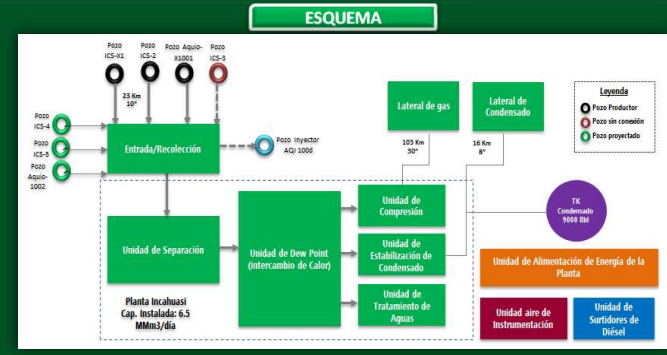 ESQUEMA
Pozo
ICS-X1
Pozo
ICS-2
Pozo Aquio-
X1001
Pozo
ICS-3
23 Km
10"
Pozo
ICS-4
Pozo
ICS-5
Pozo
Aquio-
1002
Entrada/Recolección
Pozo Inyector
AQI 100d
Lateral de gas
Lateral de
Condensado
103 Km
30"
16 Km
8"
Leyenda
Pozo Productor
Pozo sin conexión
Pozo proyectado
Unidad de Separación
Unidad de Dew Point
(intercambio de Calor)
Unidad de
Compresión
Unidad de
Estabilización de
Condensado
Unidad de
Tratamiento de
Aguas
Planta Incahuasi
Cap. Instalada: 6.5
MMm3/día
TK
Condensado
9000 Bbl
Unidad de Alimentación de Energía de la
Planta
Unidad aire de
Instrumentación
Unidad de
Surtidores de
Diésel